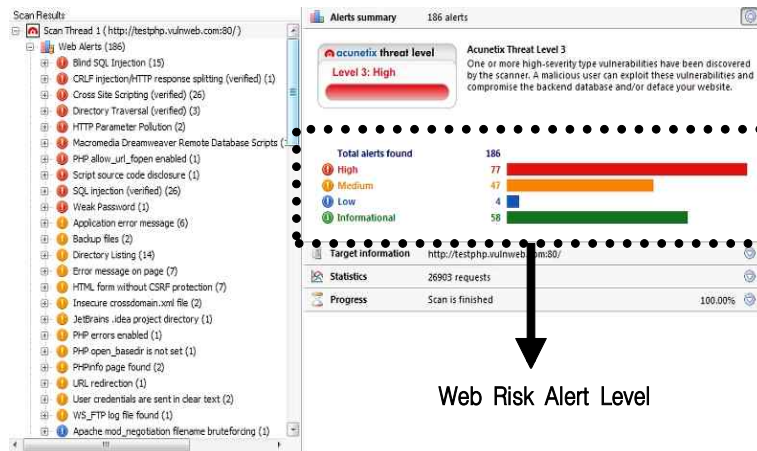 Scan Results
Scan Thread 1 ( http://testphp.vulnweb.com:80/ )
Web Alerts (186)
Blind SQL Injection (15)
CRLF injection/HTTP response splitting (verified) (1)
Cross Site Scripting (verified) (26)
Directory Traversal (verified) (3)
HTTP Parameter Pollution (2)
Macromedia Dreamweaver Remote Database Scripts (
PHP allow_url_fopen enabled (1)
Script source code disclosure (1)
SQL injection (verified) (26)
Weak Password (1)
Application error message (6)
Backup files (2)
Directory Listing (14)
Error message on page (7)
HTML form without CSRF protection (7)
Insecure crossdomain.xml file (2)
JetBrains .idea project directory (1)
PHP errors enabled (1)
PHP open_basedir is not set (1)
PHPinfo page found (2)
URL redirection (1)
User credentials are sent in clear text (2)
WS_FTP log file found (1)
Apache mod_negotiation filename bruteforcing (1)
Alerts summary 186 alerts
acunetix threat level
Level 3: High
Acunetix Threat Level 3
One or more high-severity type vulnerabilities have been discovered
by the scanner. A malicious user can exploit these vulnerabilities and
compromise the backend database and/or deface your website.
Total alerts found 186
High 77
Medium 47
Low 4
Informational 58
Target information http://testphp.vulnweb.com:80/
Statistics 26903 requests
Progress Scan is finished 100.00%
Web Risk Alert Level